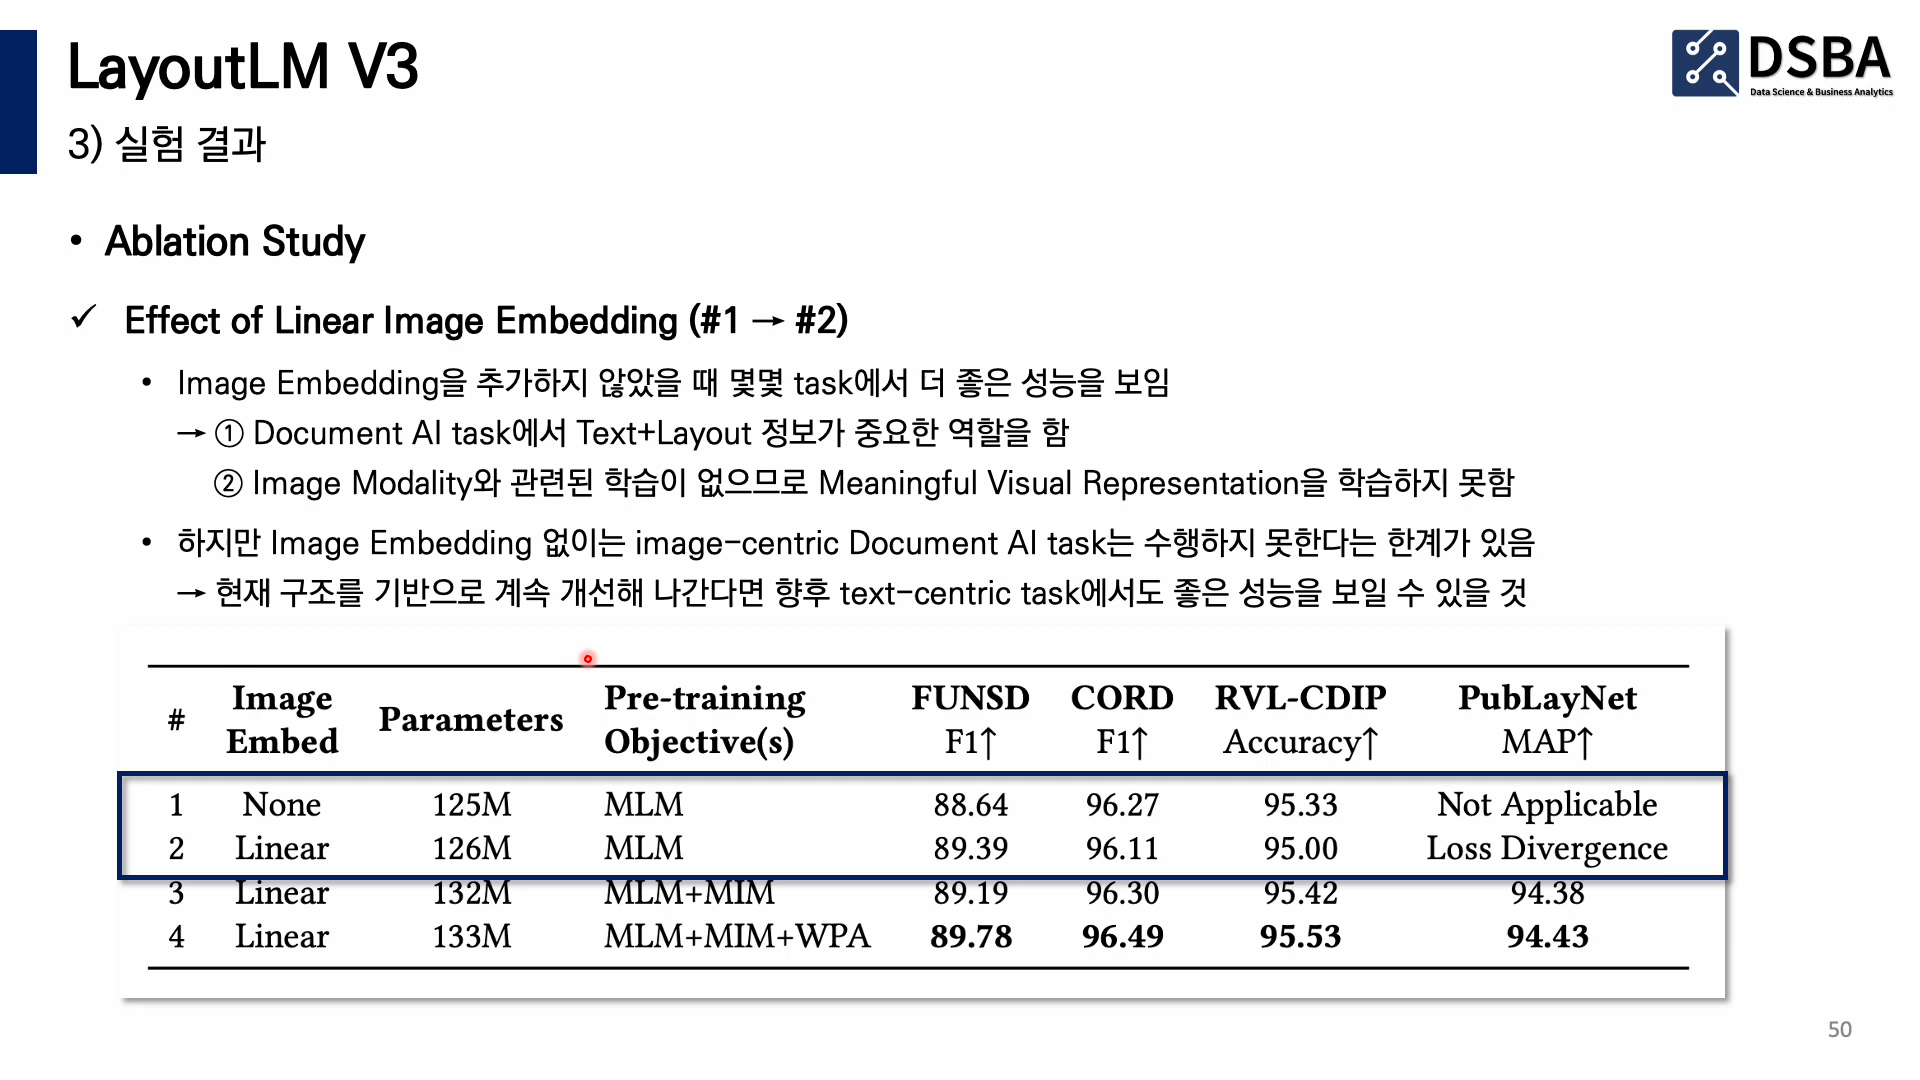 LayoutLM V3
DSBA
Data Science & Business Analytics
3) 실험 결과
• Ablation Study
✓ Effect of Linear Image Embedding (#1 → #2)
• Image Embedding을 추가하지 않았을 때 몇몇 task에서 더 좋은 성능을 보임
→ ① Document AI task에서 Text+Layout 정보가 중요한 역할을 함
② Image Modality와 관련된 학습이 없으므로 Meaningful Visual Representation을 학습하지 못함
• 하지만 Image Embedding 없이는 image-centric Document AI task는 수행하지 못한다는 한계가 있음
→ 현재 구조를 기반으로 계속 개선해 나간다면 향후 text-centric task에서도 좋은 성능을 보일 수 있을 것
# Image Embed Parameters Pre-training Objective(s) FUNSD F1↑ CORD F1↑ RVL-CDIP Accuracy↑ PubLayNet MAP↑
1 None 125M MLM 88.64 96.27 95.33 Not Applicable
2 Linear 126M MLM 89.39 96.11 95.00 Loss Divergence
3 Linear 132M MLM+MIM 89.19 96.30 95.42 94.38
4 Linear 133M MLM+MIM+WPA 89.78 96.49 95.53 94.43
50